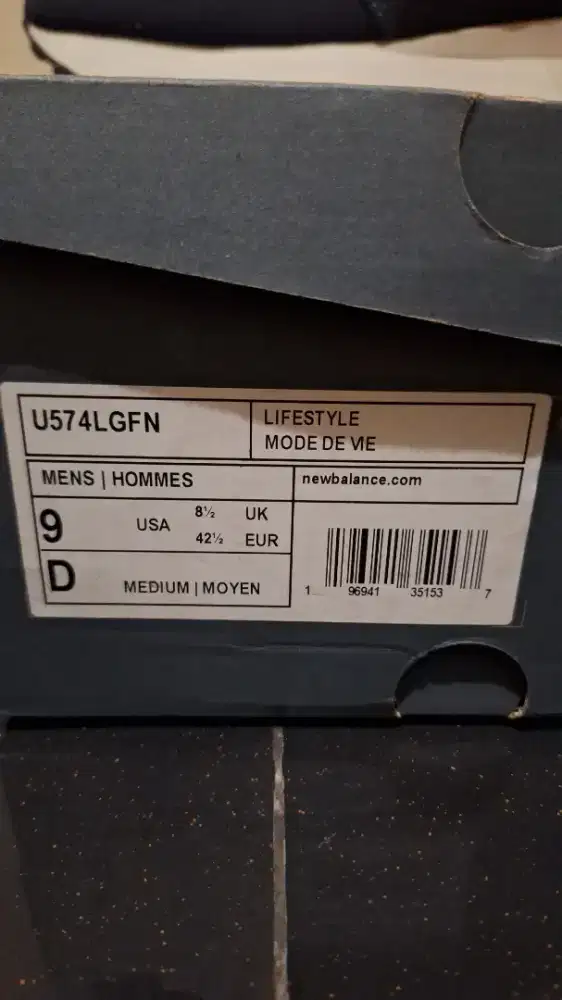 U574LGFN
LIFESTYLE
MODE DE VIE
MENS | HOMMES
newbalance.com
9 USA 8½ UK
42½ EUR
D MEDIUM | MOYEN
1 96941 35153 7